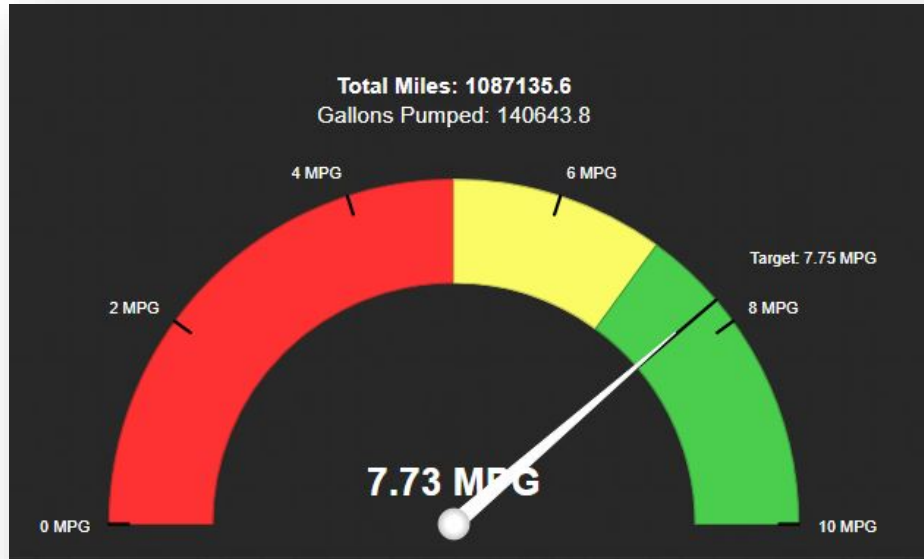 Total Miles: 1087135.6
Gallons Pumped: 140643.8
4 MPG
6 MPG
Target: 7.75 MPG
2 MPG
8 MPG
7.73 MPG
0 MPG
10 MPG